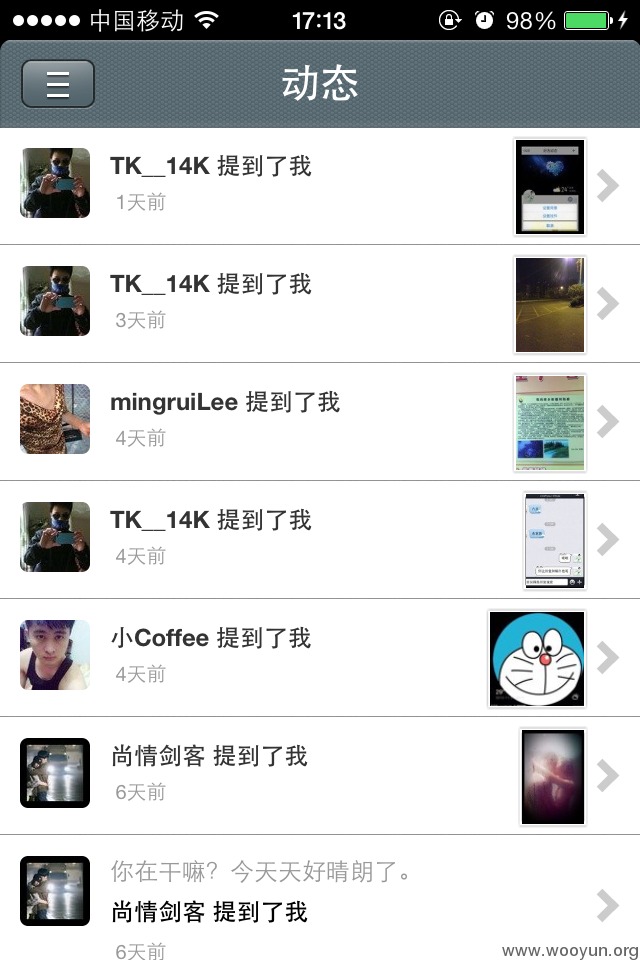 中国移动 17:13 98%
动态
TK__14K 提到了我
1天前
TK__14K 提到了我
3天前
mingruiLee 提到了我
4天前
TK__14K 提到了我
4天前
小Coffee 提到了我
4天前
尚情剑客 提到了我
6天前
你在干嘛？今天天好晴朗了。
尚情剑客 提到了我
6天前
www.wooyun.org